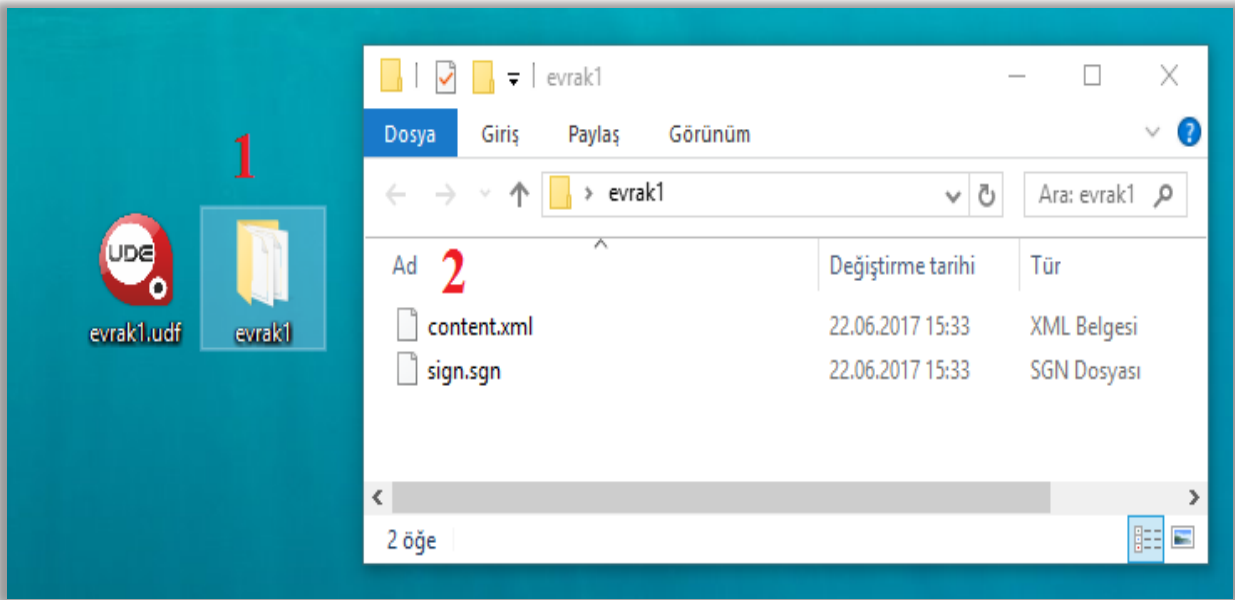 evrak1
Dosya Giriş Paylaş Görünüm
?
evrak1
Ara: evrak1
1
2
Ad Değiştirme tarihi Tür
UDE
content.xml 22.06.2017 15:33 XML Belgesi
evrak1.udf evrak1
sign.sgn 22.06.2017 15:33 SGN Dosyası
2 öğe